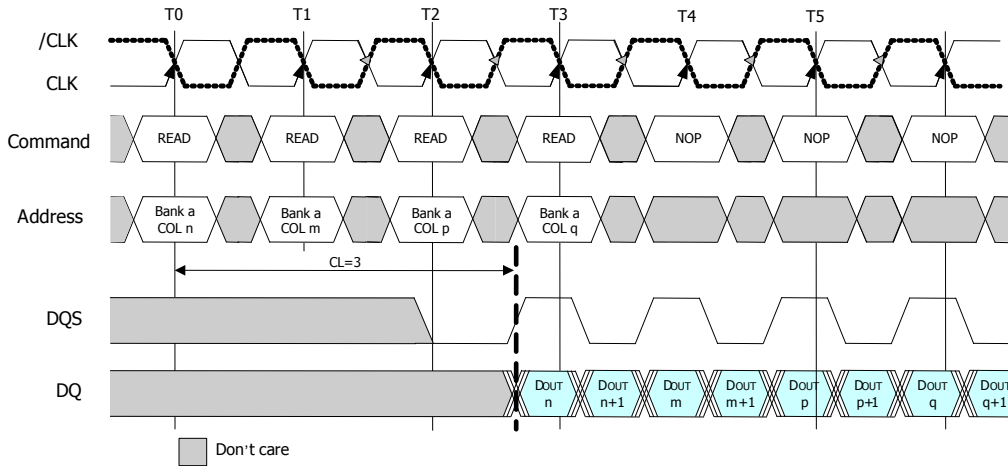 T0 T1 T2 T3 T4 T5
/CLK
CLK
Command READ READ READ READ NOP NOP NOP
Address
Bank a Bank a Bank a Bank a
COL n COL m COL p COL q
CL=3
DQS
DQ
DOUT DOUT DOUT DOUT DOUT DOUT DOUT DOUT
n n+1 m m+1 p p+1 q q+1
Don't care